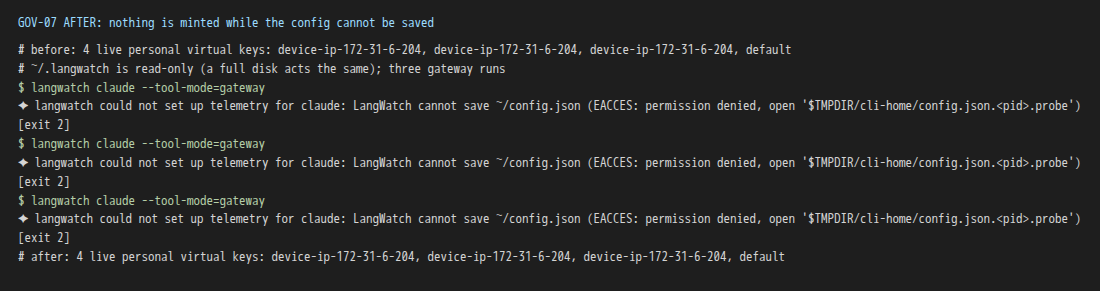 GOV-07 AFTER: nothing is minted while the config cannot be saved
# before: 4 live personal virtual keys: device-ip-172-31-6-204, device-ip-172-31-6-204, device-ip-172-31-6-204, default
# ~/.langwatch is read-only (a full disk acts the same); three gateway runs
$ langwatch claude --tool-mode=gateway
✦ langwatch could not set up telemetry for claude: LangWatch cannot save ~/config.json (EACCES: permission denied, open '$TMPDIR/cli-home/config.json.<pid>.probe')
[exit 2]
$ langwatch claude --tool-mode=gateway
✦ langwatch could not set up telemetry for claude: LangWatch cannot save ~/config.json (EACCES: permission denied, open '$TMPDIR/cli-home/config.json.<pid>.probe')
[exit 2]
$ langwatch claude --tool-mode=gateway
✦ langwatch could not set up telemetry for claude: LangWatch cannot save ~/config.json (EACCES: permission denied, open '$TMPDIR/cli-home/config.json.<pid>.probe')
[exit 2]
# after: 4 live personal virtual keys: device-ip-172-31-6-204, device-ip-172-31-6-204, device-ip-172-31-6-204, default